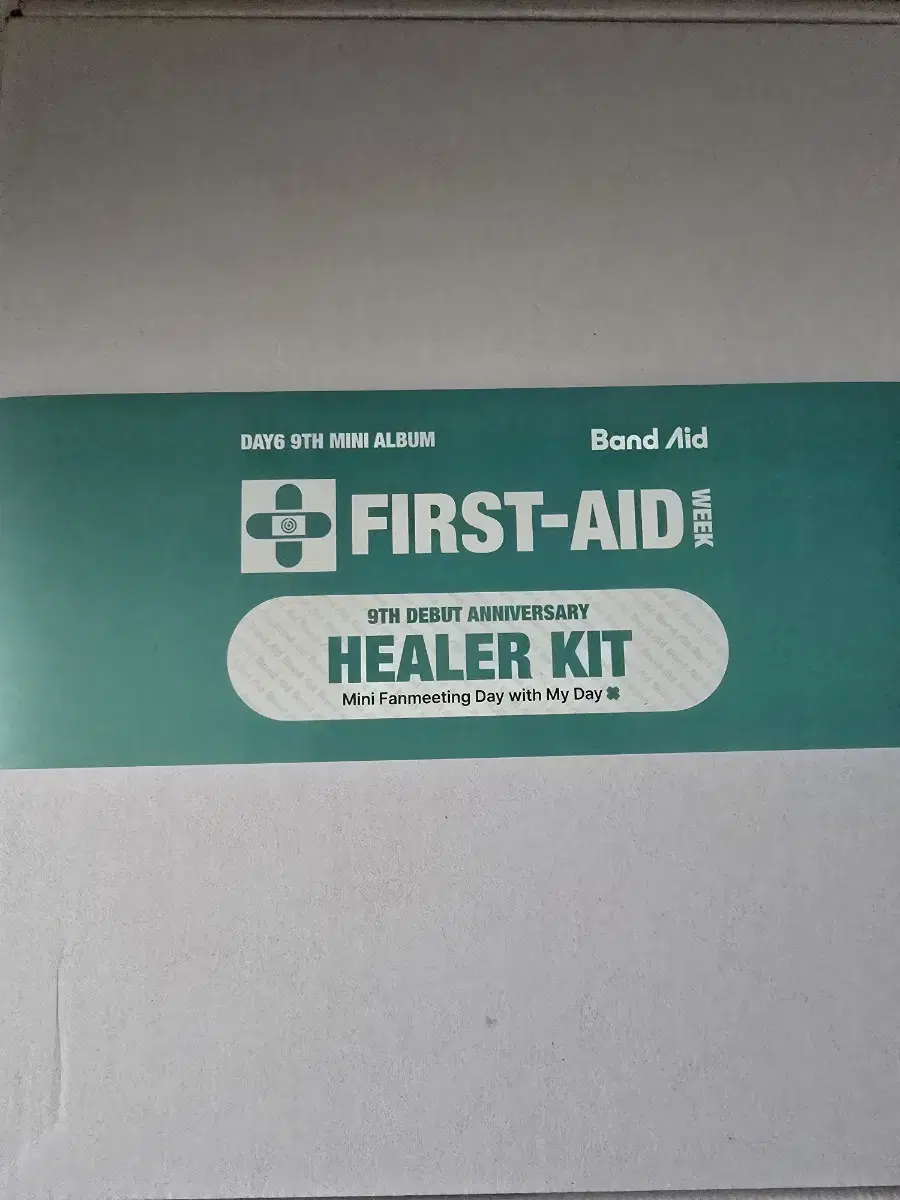 DAY6 9TH MINI ALBUM
Band Aid
FIRST-AID WEEK
9TH DEBUT ANNIVERSARY
HEALER KIT
Mini Fanmeeting Day with My Day